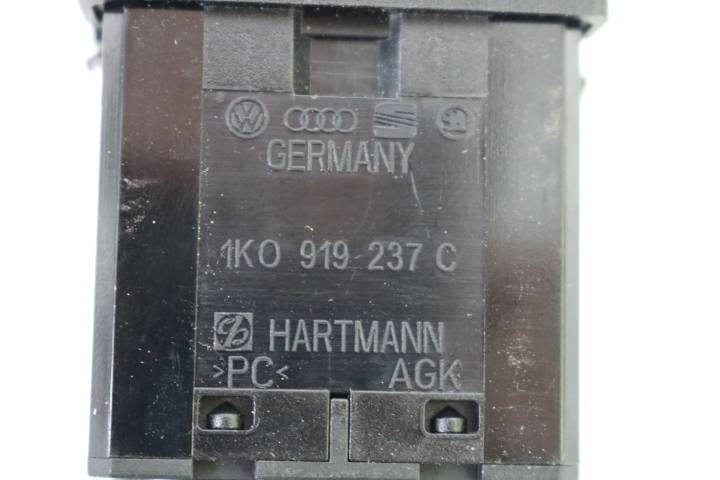 GERMANY
1K0 919 237 C
HARTMANN
>PC< AGK